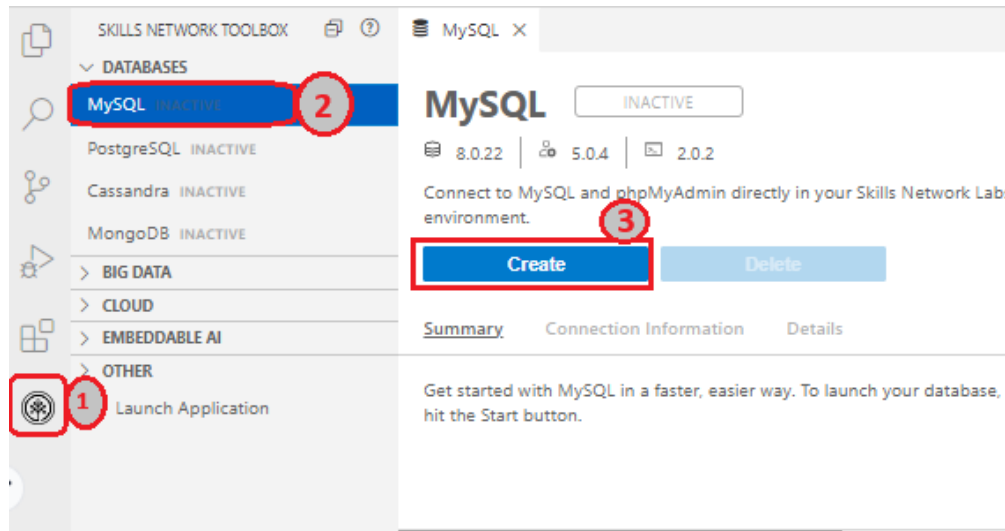 SKILLS NETWORK TOOLBOX
DATABASES
MySQL INACTIVE
2
PostgreSQL INACTIVE
Cassandra INACTIVE
MongoDB INACTIVE
BIG DATA
CLOUD
EMBEDDABLE AI
OTHER
1
Launch Application
MySQL
MySQL INACTIVE
8.0.22 5.0.4 2.0.2
Connect to MySQL and phpMyAdmin directly in your Skills Network Labs
environment.
3
Create Delete
Summary Connection Information Details
Get started with MySQL in a faster, easier way. To launch your database,
hit the Start button.